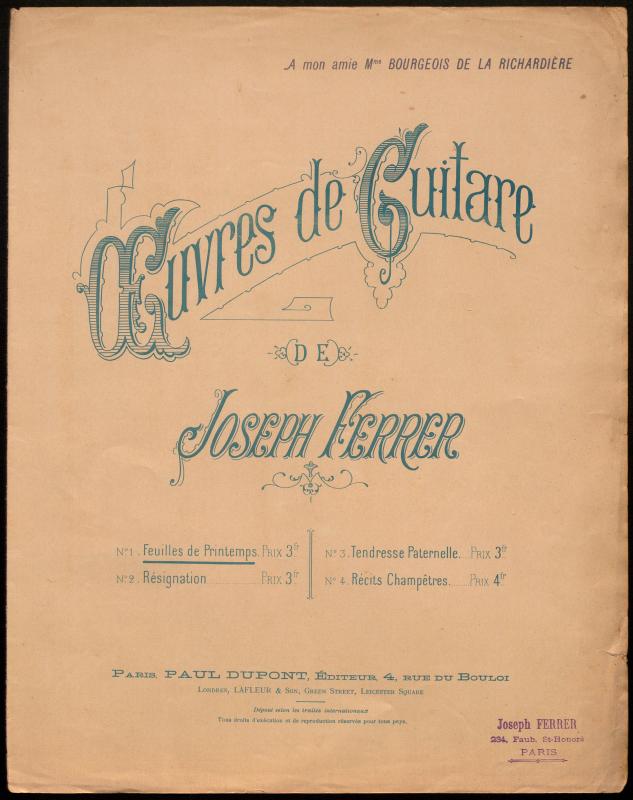 A mon amie Mme BOURGEOIS DE LA RICHARDIÈRE
Œuvres de Guitare
DE
JOSEPH FERRER
No 1. Feuilles de Printemps. PRIX 3fr
No 2. Résignation PRIX 3fr
No 3. Tendresse Paternelle. PRIX 3fr
No 4. Récits Champêtres. PRIX 4fr
PARIS, PAUL DUPONT, ÉDITEUR, 4, RUE DU BOULOI
LONDRES, LAFLEUR & SON, GREEN STREET, LEICESTER SQUARE
Déposé selon les traités internationaux
Tous droits d'exécution et de reproduction réservés pour tous pays.
Joseph FERRER
234, Faub. St-Honoré
PARIS